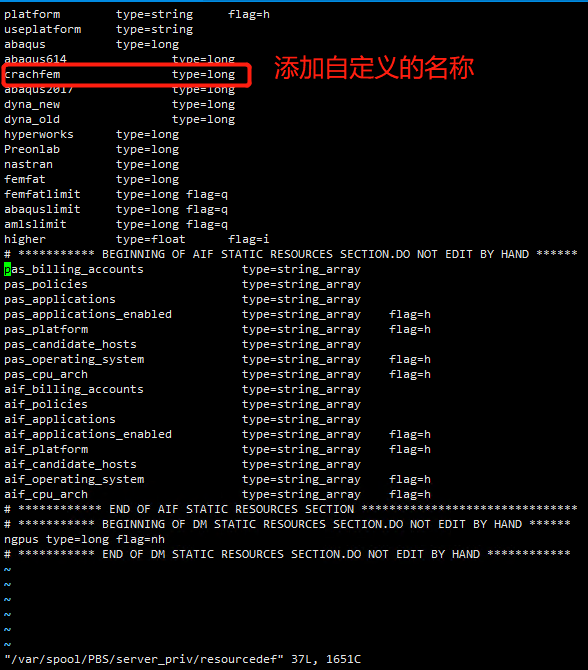 platform type=string flag=h
useplatform type=string
abaqus type=long
abaqus614 type=long
crachfem type=long
添加自定义的名称
abaqus2017 type=long
dyna_new type=long
dyna_old type=long
hyperworks type=long
Preonlab type=long
nastran type=long
femfat type=long
femfatlimit type=long flag=q
abaquslimit type=long flag=q
amlslimit type=long flag=q
higher type=float flag=i
# *********** BEGINNING OF AIF STATIC RESOURCES SECTION.DO NOT EDIT BY HAND ******
pas_billing_accounts type=string_array
pas_policies type=string_array
pas_applications type=string_array
pas_applications_enabled type=string_array flag=h
pas_platform type=string_array flag=h
pas_candidate_hosts type=string_array
pas_operating_system type=string_array flag=h
pas_cpu_arch type=string_array flag=h
aif_billing_accounts type=string_array
aif_policies type=string_array
aif_applications type=string_array
aif_applications_enabled type=string_array flag=h
aif_platform type=string_array flag=h
aif_candidate_hosts type=string_array
aif_operating_system type=string_array flag=h
aif_cpu_arch type=string_array flag=h
# ************ END OF AIF STATIC RESOURCES SECTION *******************************
# *********** BEGINNING OF DM STATIC RESOURCES SECTION.DO NOT EDIT BY HAND ******
ngpus type=long flag=nh
# *********** END OF DM STATIC RESOURCES SECTION.DO NOT EDIT BY HAND ************
~
~
~
~
~
~
"/var/spool/PBS/server_priv/resourcedef" 37L, 1651C